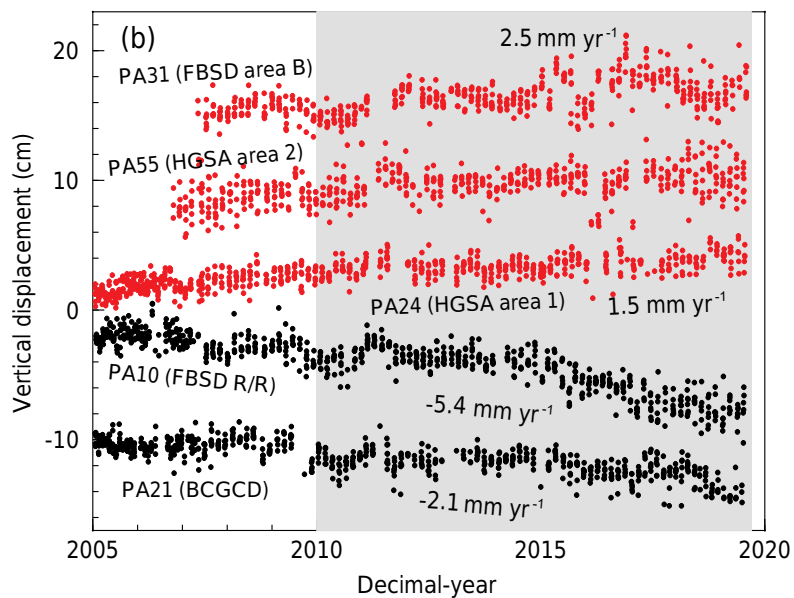 (b)
2.5 mm yr⁻¹
PA31 (FBSD area B)
PA55 (HGSA area 2)
PA24 (HGSA area 1)
1.5 mm yr⁻¹
PA10 (FBSD R/R)
-5.4 mm yr⁻¹
PA21 (BCGCD)
-2.1 mm yr⁻¹
Vertical displacement (cm)
20
10
0
-10
2005
2010
2015
2020
Decimal-year